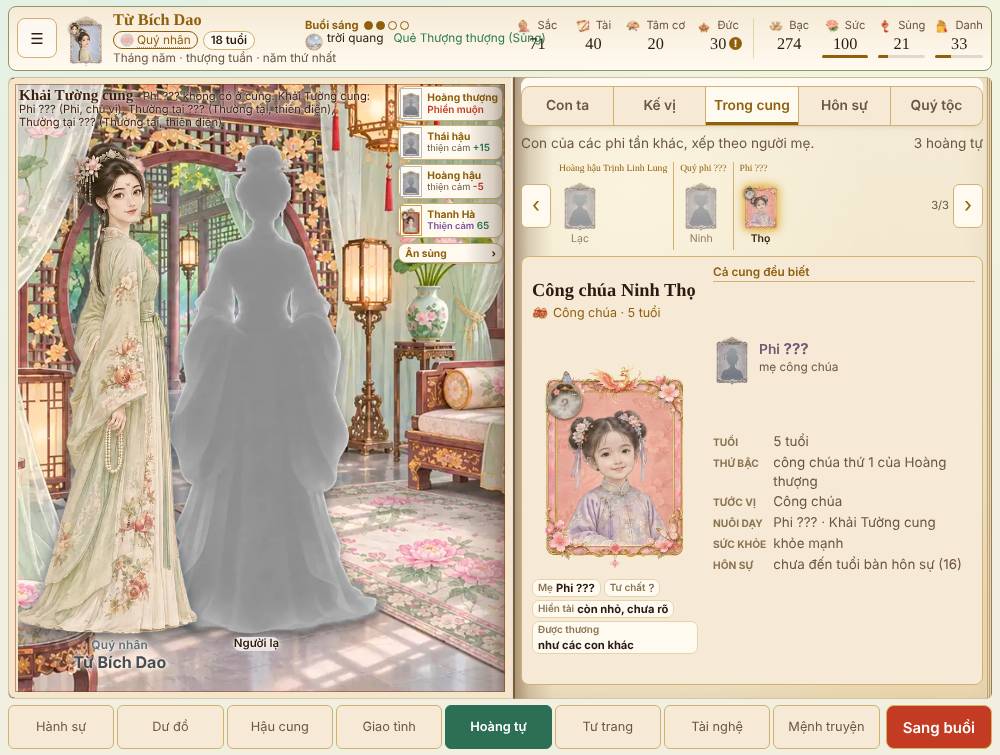 ☰
Từ Bích Dao
Quý nhân
18 tuổi
Tháng năm · thượng tuần · năm thứ nhất
Buổi sáng
trời quang Quẻ Thượng thượng (Sủng)
Sắc
71
Tài
40
Tâm cơ
20
Đức
30 !
Bạc
274
Sức
100
Sủng
21
Danh
33
Khải Tường cung · Phi ??? không có ở cung. Khải Tường cung:
Phi ??? (Phi, chủ vị), Thường tại ??? (Thường tại, thiên điện),
Thường tại ??? (Thường tại, thiên điện)
Hoàng thượng
Phiền muộn
Thái hậu
thiện cảm +15
Hoàng hậu
thiện cảm -5
Thanh Hà
Thiện cảm 65
Ân sủng ›
Quý nhân
Từ Bích Dao
Người lạ
Con ta
Kế vị
Trong cung
Hôn sự
Quý tộc
Con của các phi tần khác, xếp theo người mẹ.
3 hoàng tự
Hoàng hậu Trịnh Linh Lung
Quý phi ???
Phi ???
‹
Lạc
Ninh
Thọ
3/3
›
Công chúa Ninh Thọ
Công chúa · 5 tuổi
?
Mẹ Phi ???
Tư chất ?
Hiển tài còn nhỏ, chưa rõ
Được thương
như các con khác
Cả cung đều biết
Phi ???
mẹ công chúa
TUỔI 5 tuổi
THỨ BẬC công chúa thứ 1 của Hoàng
thượng
TƯỚC VỊ Công chúa
NUÔI DẠY Phi ??? · Khải Tường cung
SỨC KHỎE khỏe mạnh
HÔN SỰ chưa đến tuổi bàn hôn sự (16)
Hành sự
Dư đồ
Hậu cung
Giao tình
Hoàng tự
Tư trang
Tài nghệ
Mệnh truyện
Sang buổi